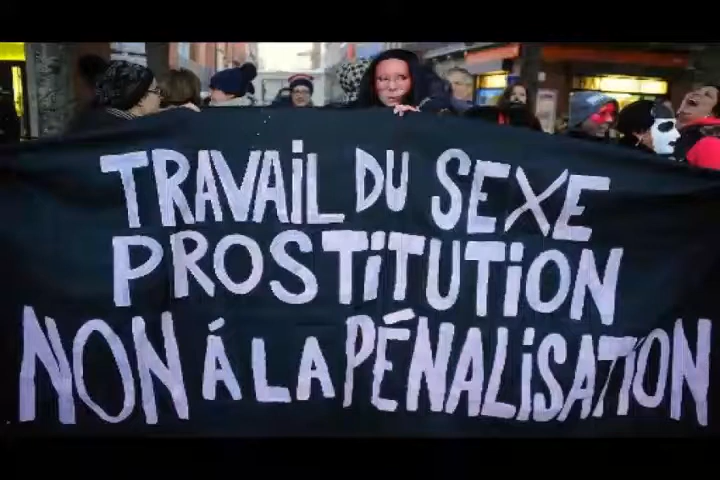 TRAVAIL DU SEXE
PROSTITUTION
NON Á LA PÉNALISATION